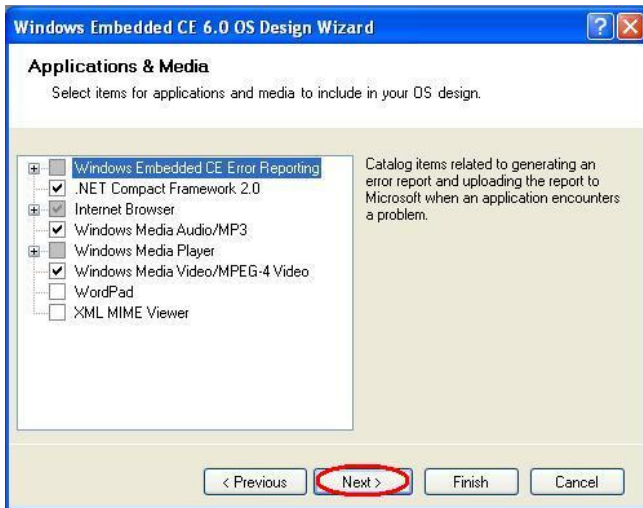 Windows Embedded CE 6.0 OS Design Wizard
Applications & Media
Select items for applications and media to include in your OS design.
Windows Embedded CE Error Reporting
.NET Compact Framework 2.0
Internet Browser
Windows Media Audio/MP3
Windows Media Player
Windows Media Video/MPEG-4 Video
WordPad
XML MIME Viewer
Catalog items related to generating an
error report and uploading the report to
Microsoft when an application encounters
a problem.
< Previous
Next >
Finish
Cancel